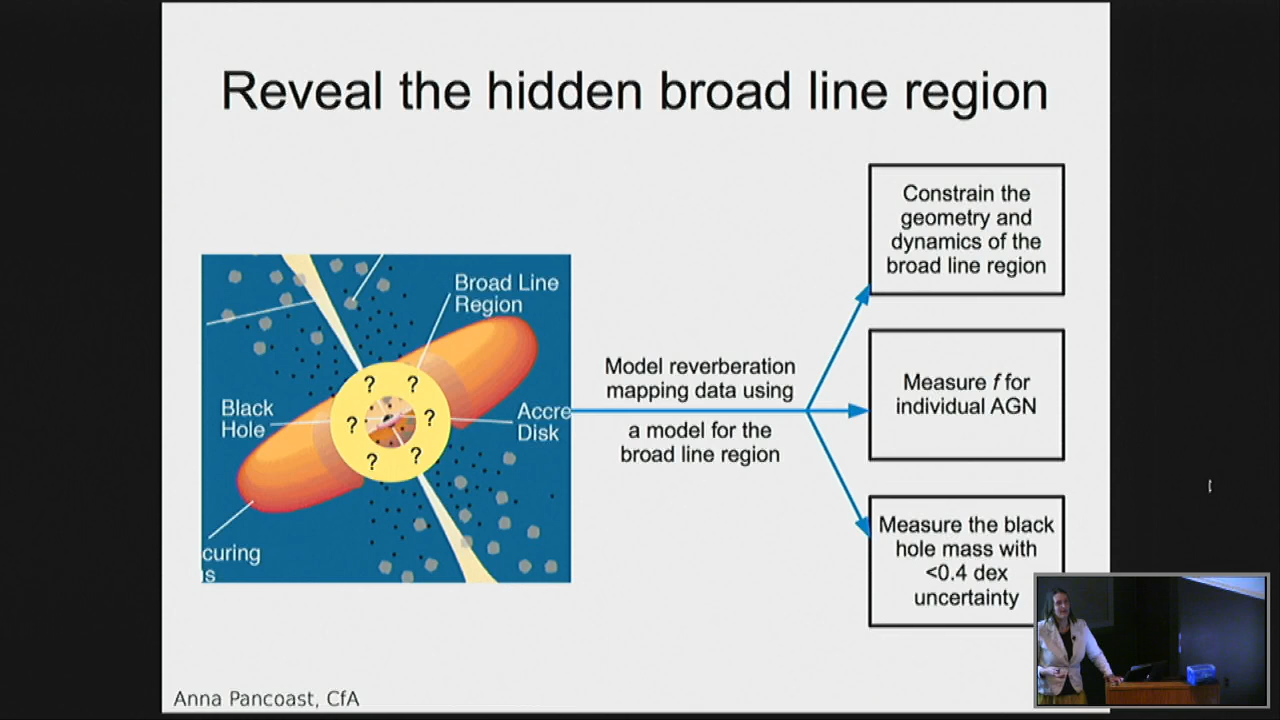 Reveal the hidden broad line region
Broad Line
Region
Black
Hole
Accre
Disk
curing
s
Model reverberation
mapping data using
a model for the
broad line region
Constrain the
geometry and
dynamics of the
broad line region
Measure f for
individual AGN
Measure the black
hole mass with
<0.4 dex
uncertainty
? ?
? ?
? ?
Anna Pancoast, CfA